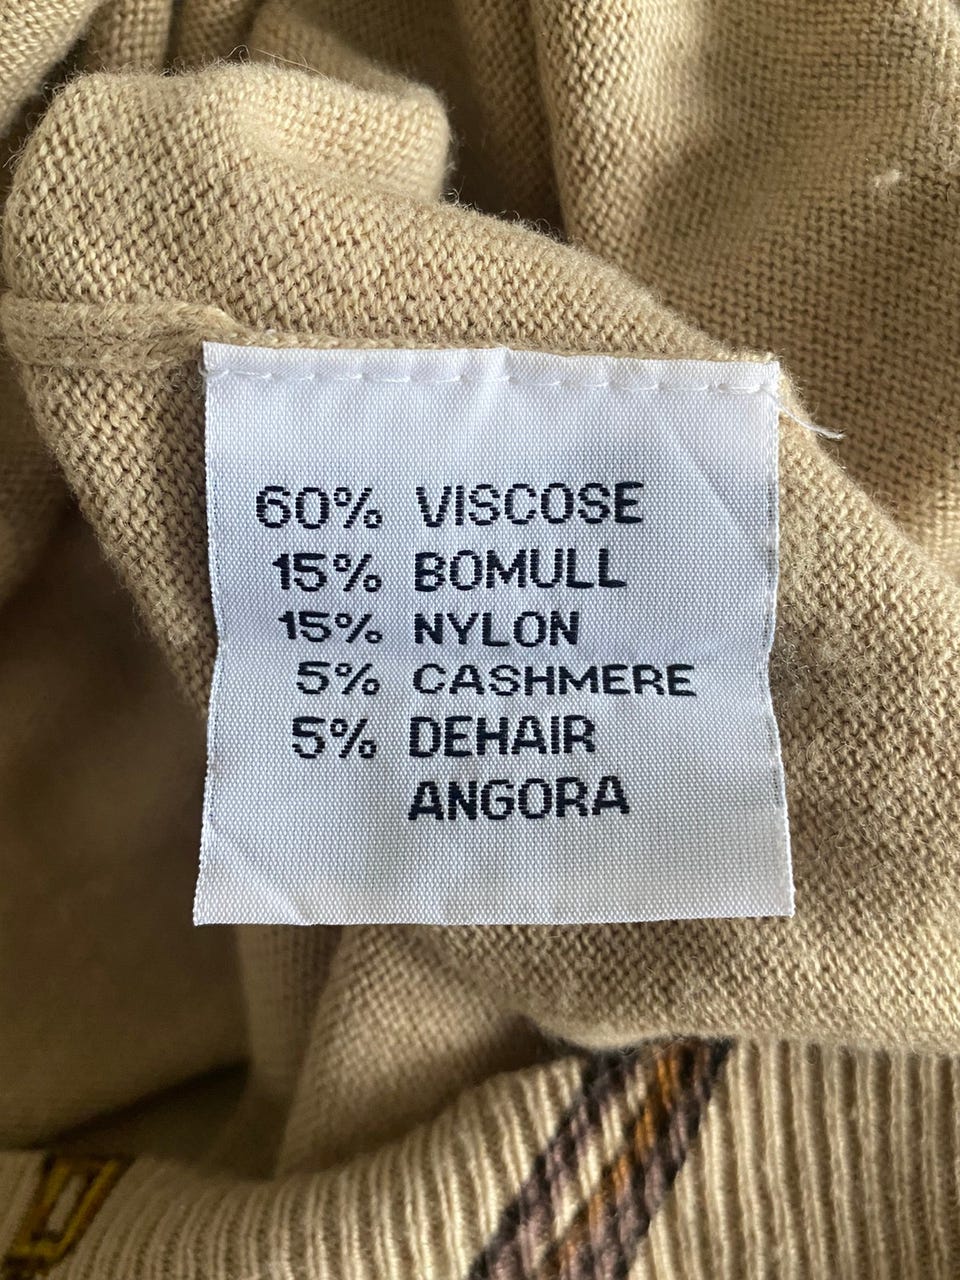 60% VISCOSE
15% BOMULL
15% NYLON
5% CASHMERE
5% DEHAIR
ANGORA